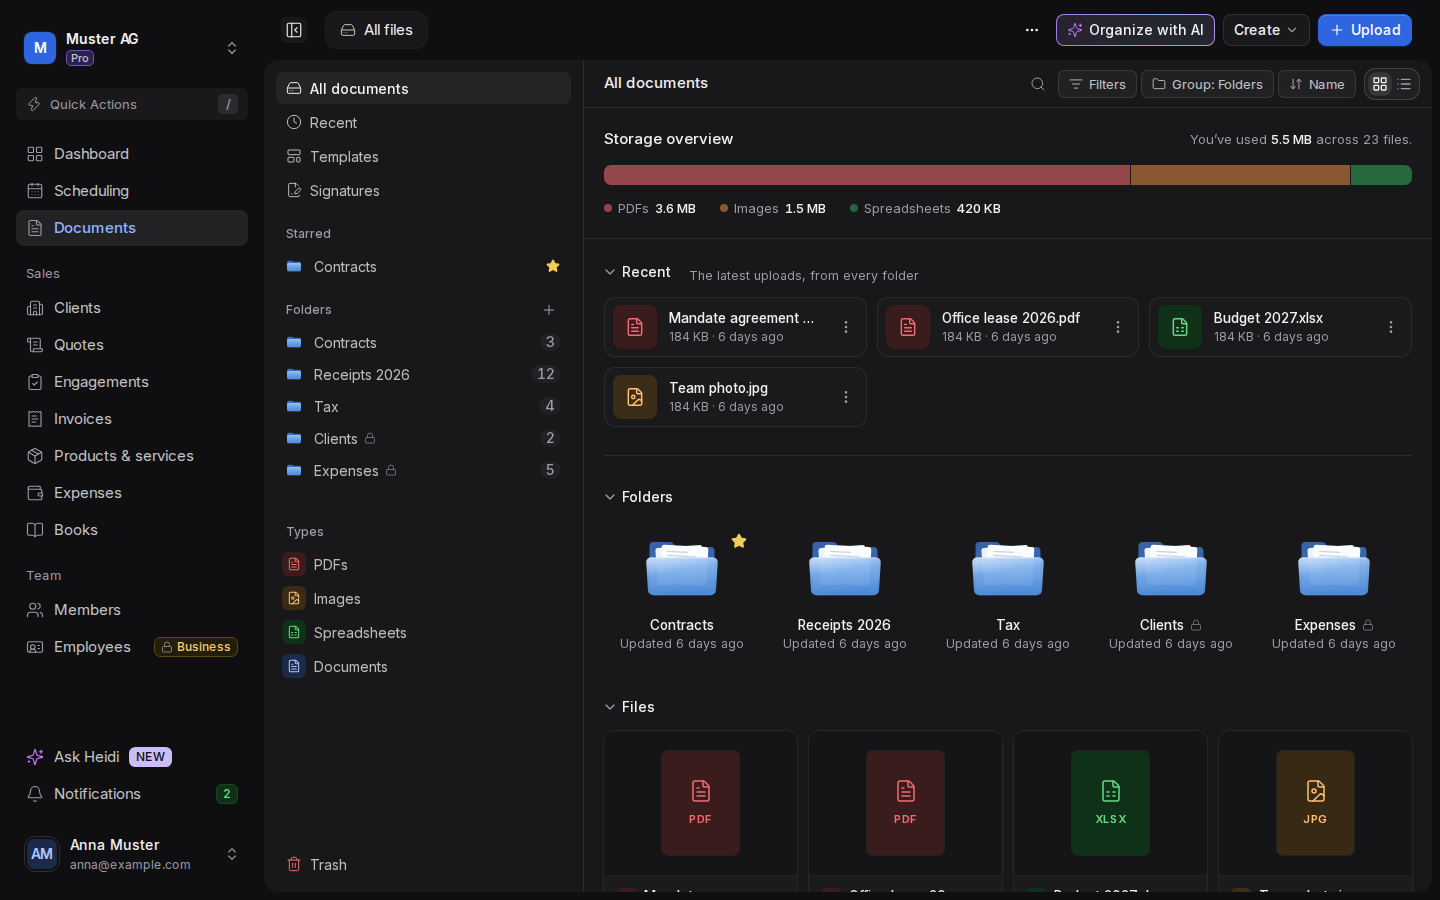 M
Muster AG
Pro
Quick Actions
/
Dashboard
Scheduling
Documents
Sales
Clients
Quotes
Engagements
Invoices
Products & services
Expenses
Books
Team
Members
Employees
Business
Ask Heidi
NEW
Notifications
2
AM
Anna Muster
anna@example.com
All files
Organize with AI
Create
Upload
All documents
Recent
Templates
Signatures
Starred
Contracts
Folders
Contracts 3
Receipts 2026 12
Tax 4
Clients 2
Expenses 5
Types
PDFs
Images
Spreadsheets
Documents
Trash
All documents
Filters
Group: Folders
Name
Storage overview
You've used 5.5 MB across 23 files.
PDFs 3.6 MB
Images 1.5 MB
Spreadsheets 420 KB
Recent
The latest uploads, from every folder
Mandate agreement ...
184 KB · 6 days ago
Office lease 2026.pdf
184 KB · 6 days ago
Budget 2027.xlsx
184 KB · 6 days ago
Team photo.jpg
184 KB · 6 days ago
Folders
Contracts
Updated 6 days ago
Receipts 2026
Updated 6 days ago
Tax
Updated 6 days ago
Clients
Updated 6 days ago
Expenses
Updated 6 days ago
Files
PDF
PDF
XLSX
JPG